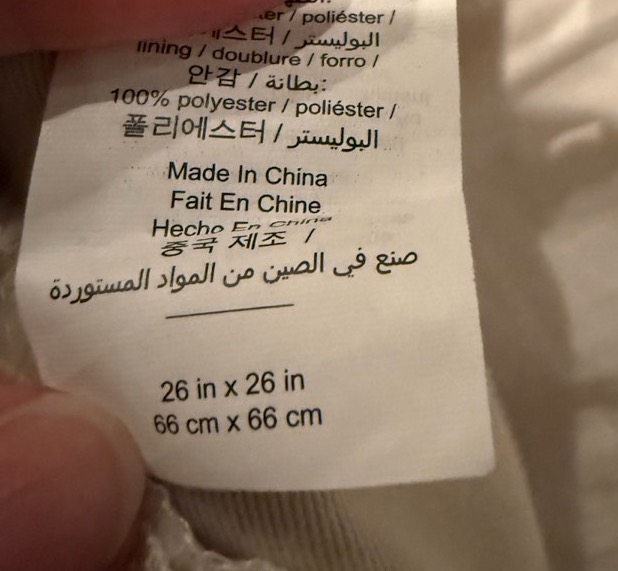 / poliéster /
البوليستر /
lining / doublure / forro /
안감 / بطانة:
100% polyester / poliéster /
폴리에스터 / البوليستر
Made In China
Fait En Chine
Hecho En China
중국 제조 /
صنع في الصين من المواد المستوردة
26 in x 26 in
66 cm x 66 cm